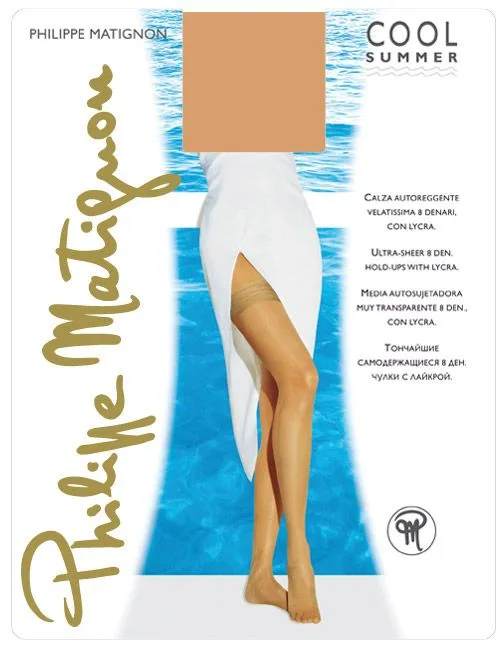 PHILIPPE MATIGNON
COOL
SUMMER
Philippe Matignon
CALZA AUTOREGGENTE
VELATISSIMA 8 DENARI,
CON LYCRA.
ULTRA-SHEER 8 DEN.
HOLD-UPS WITH LYCRA.
MEDIA AUTOSUJETADORA
MUY TRANSPARENTE 8 DEN.,
CON LYCRA.
ТОНЧАЙШИЕ
САМОДЕРЖАЩИЕСЯ 8 ДЕН.
ЧУЛКИ С ЛАЙКРОЙ.